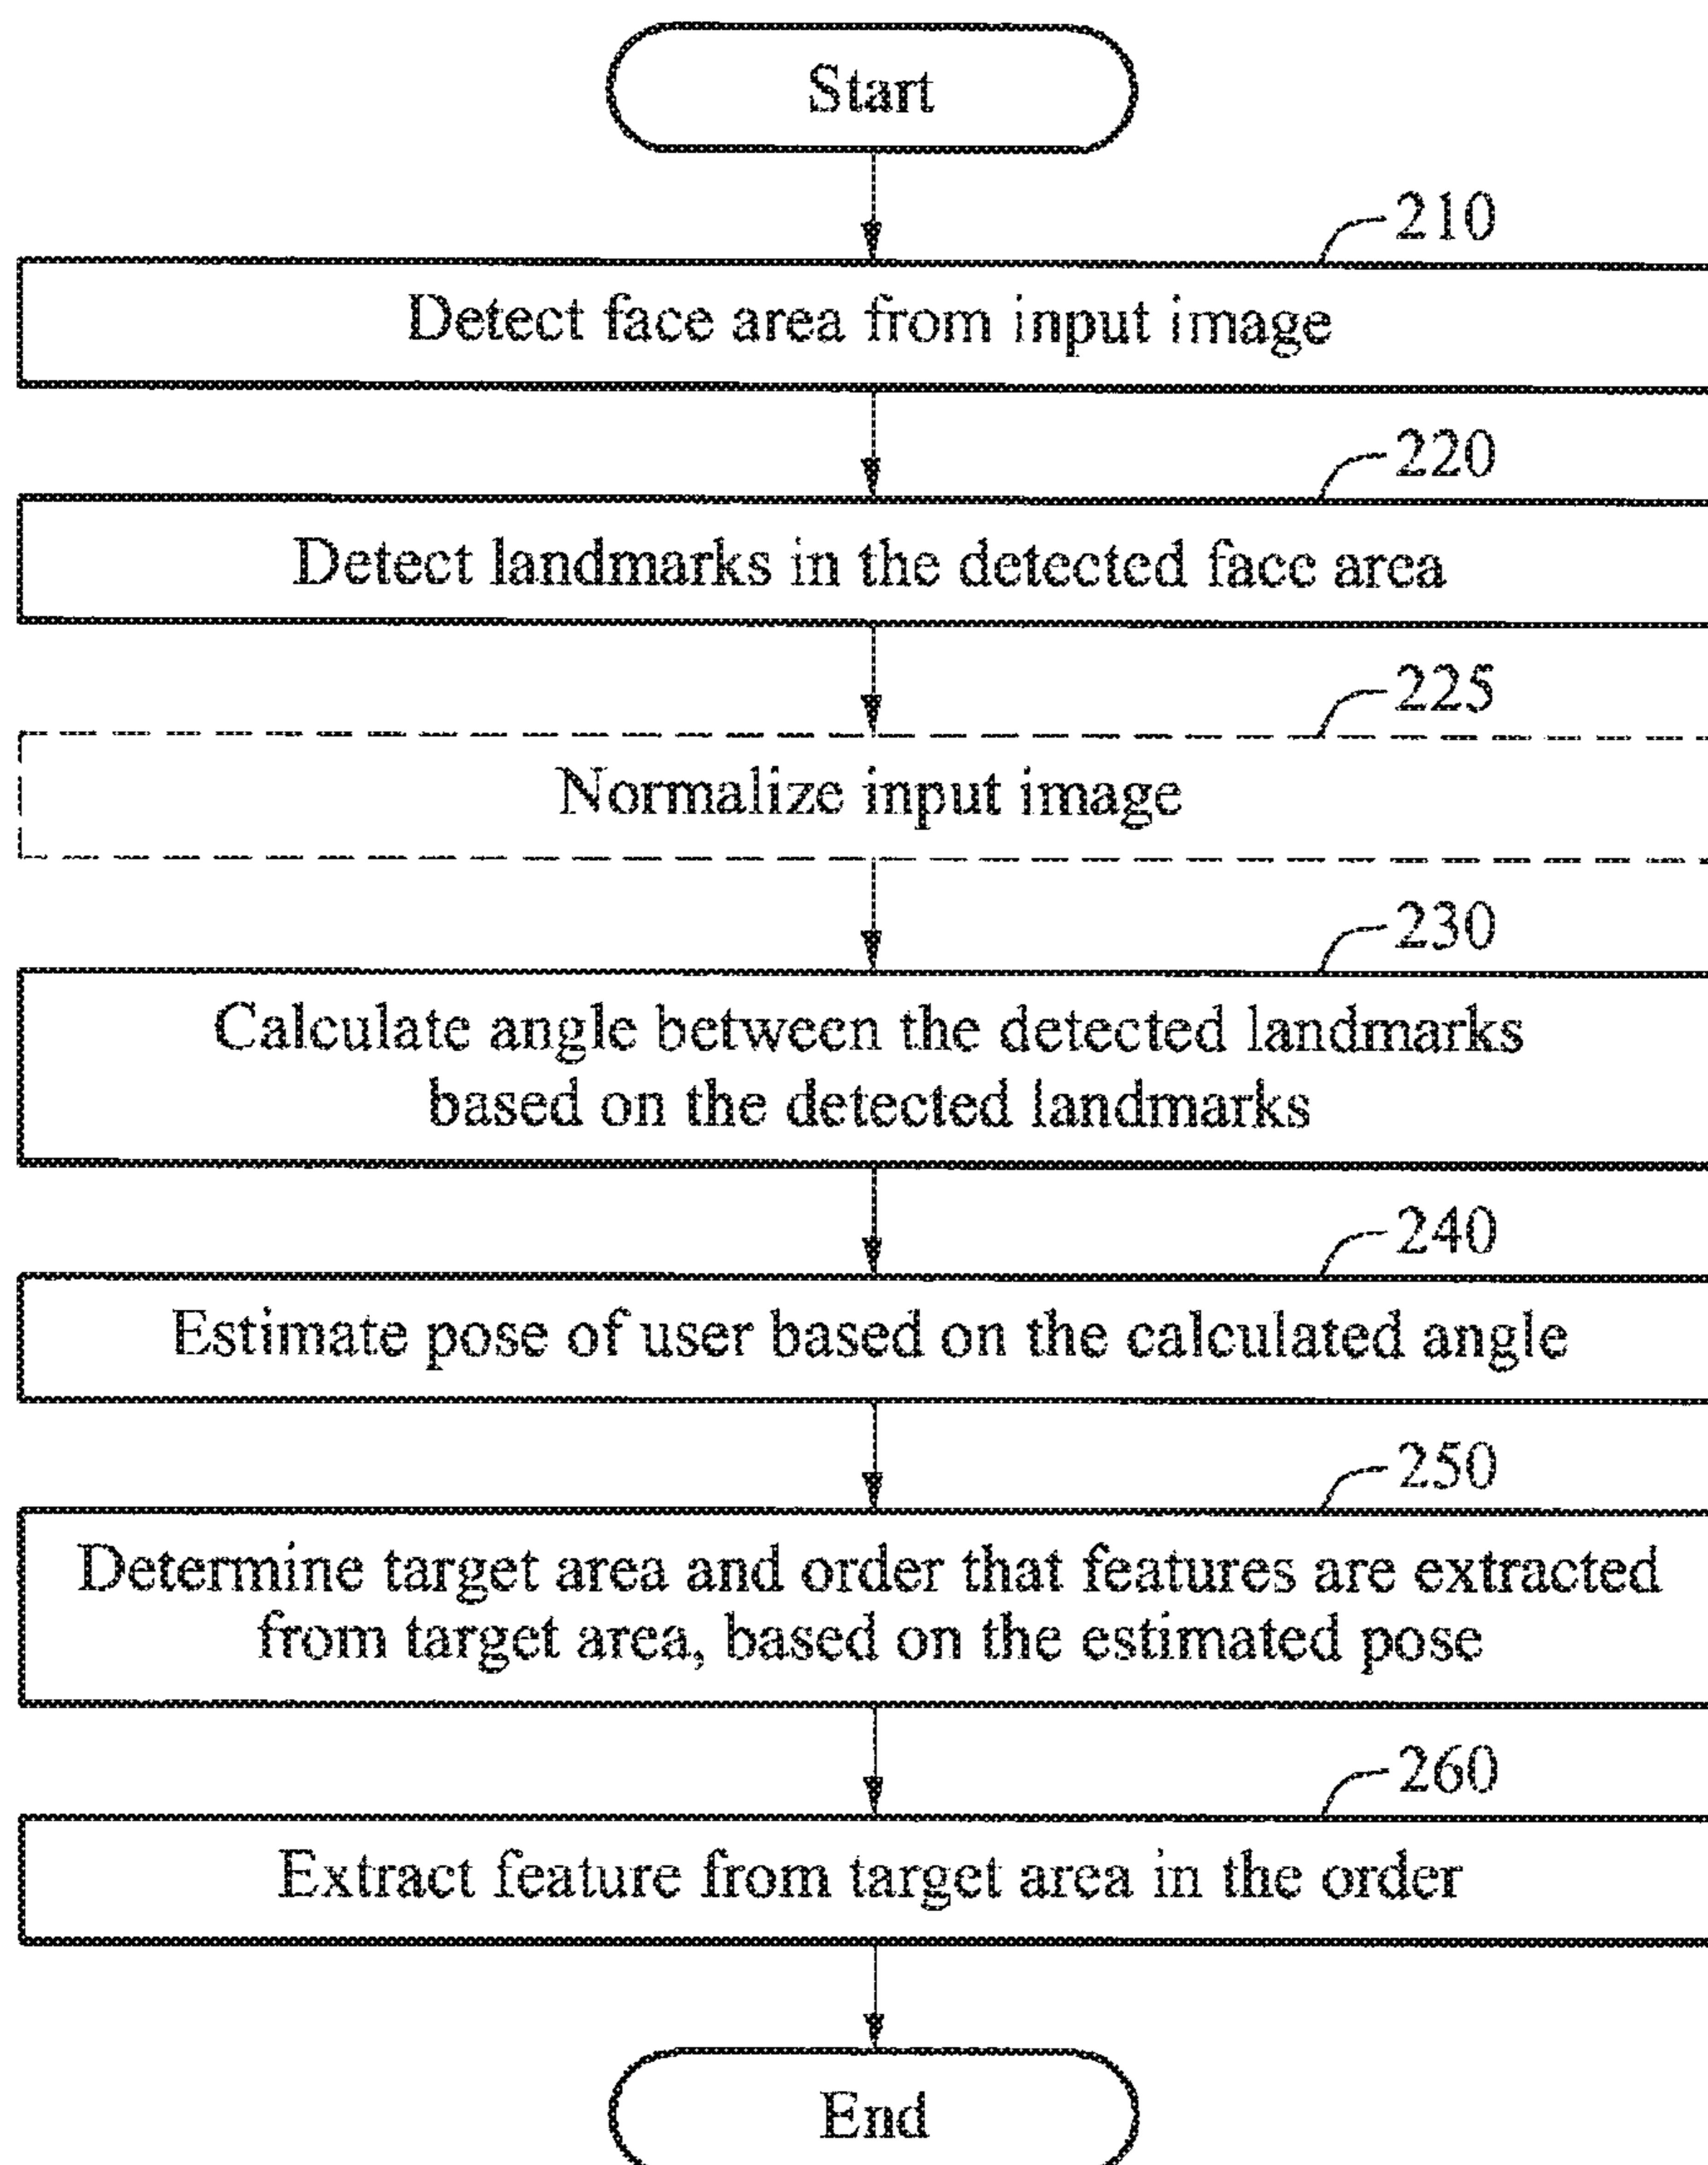 Start
210
Detect face area from input image
220
Detect landmarks in the detected face area
225
Normalize input image
230
Calculate angle between the detected landmarks
based on the detected landmarks
240
Estimate pose of user based on the calculated angle
250
Determine target area and order that features are extracted
from target area, based on the estimated pose
260
Extract feature from target area in the order
End